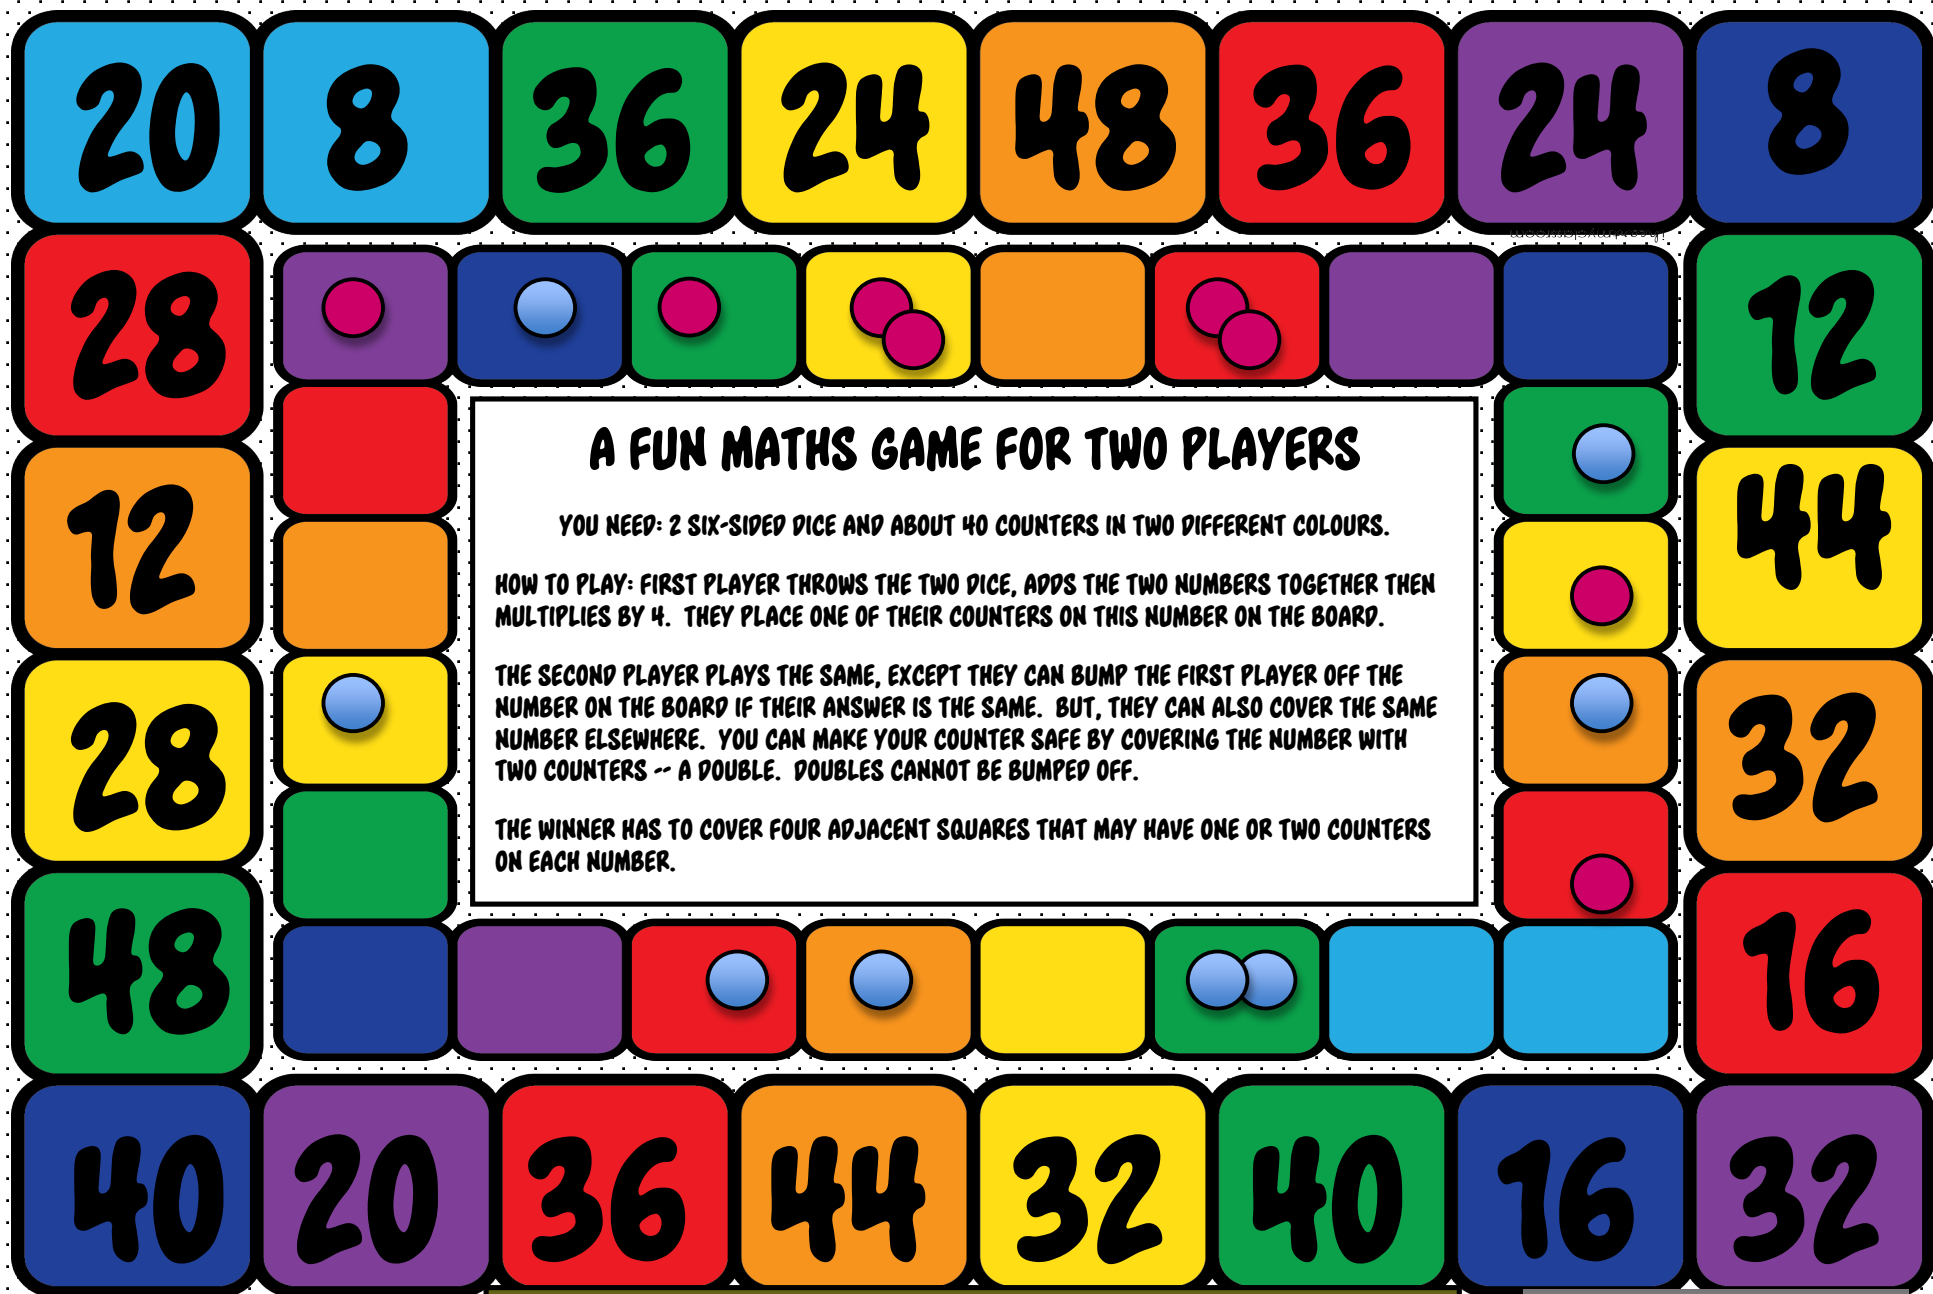 20 8 36 24 48 36 24 8
28 12
A FUN MATHS GAME FOR TWO PLAYERS
YOU NEED: 2 SIX-SIDED DICE AND ABOUT 40 COUNTERS IN TWO DIFFERENT COLOURS.
12 44
HOW TO PLAY: FIRST PLAYER THROWS THE TWO DICE, ADDS THE TWO NUMBERS TOGETHER THEN
MULTIPLIES BY 4. THEY PLACE ONE OF THEIR COUNTERS ON THIS NUMBER ON THE BOARD.
THE SECOND PLAYER PLAYS THE SAME, EXCEPT THEY CAN BUMP THE FIRST PLAYER OFF THE
NUMBER ON THE BOARD IF THEIR ANSWER IS THE SAME. BUT, THEY CAN ALSO COVER THE SAME
NUMBER ELSEWHERE. YOU CAN MAKE YOUR COUNTER SAFE BY COVERING THE NUMBER WITH
TWO COUNTERS -- A DOUBLE. DOUBLES CANNOT BE BUMPED OFF.
28 32
THE WINNER HAS TO COVER FOUR ADJACENT SQUARES THAT MAY HAVE ONE OR TWO COUNTERS
ON EACH NUMBER.
48 16
40 20 36 44 32 40 16 32